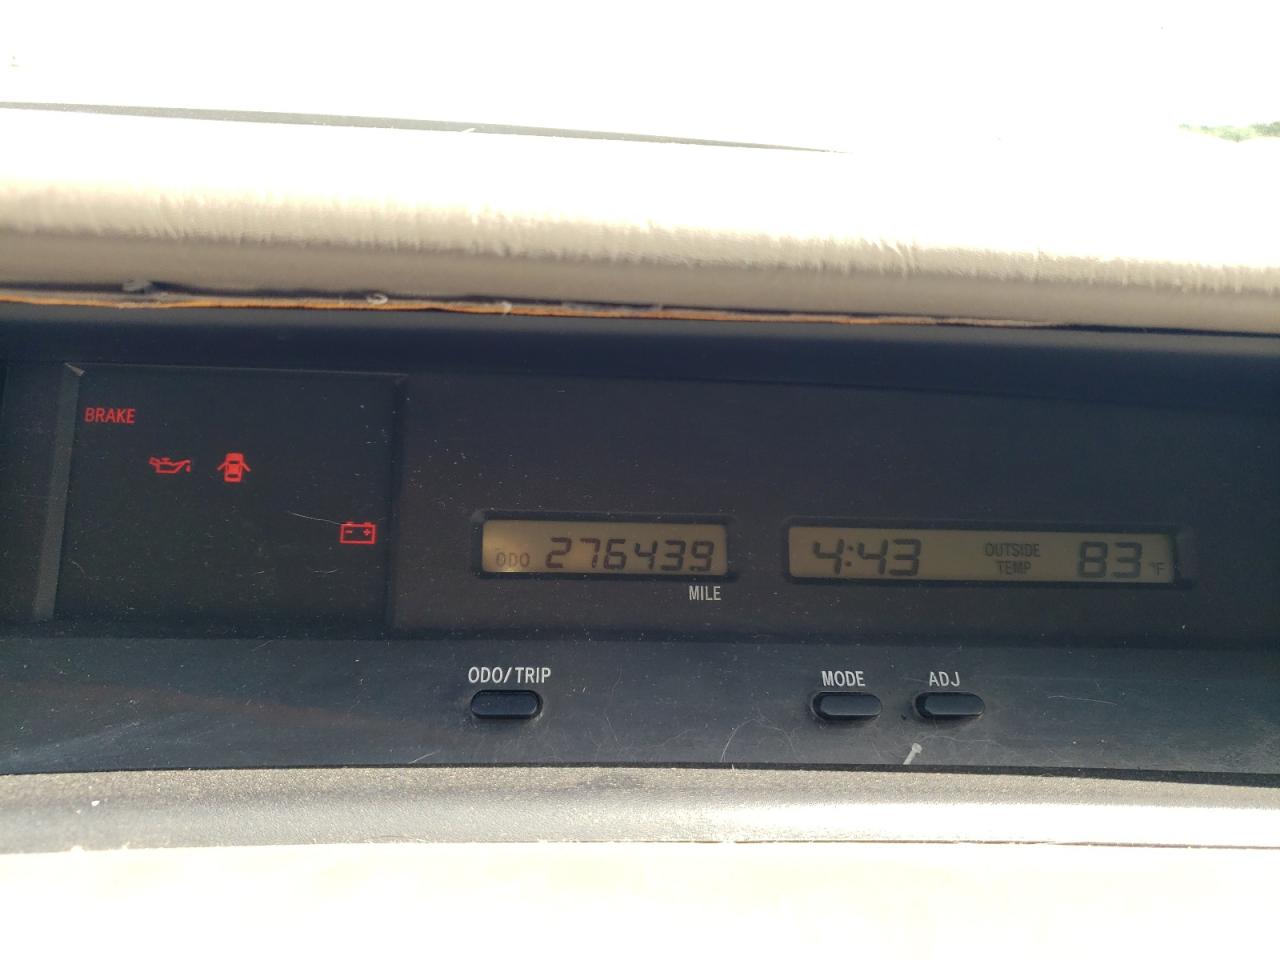 BRAKE
ODO 276439
MILE
4:43 OUTSIDE TEMP 83 °F
ODO/TRIP
MODE ADJ